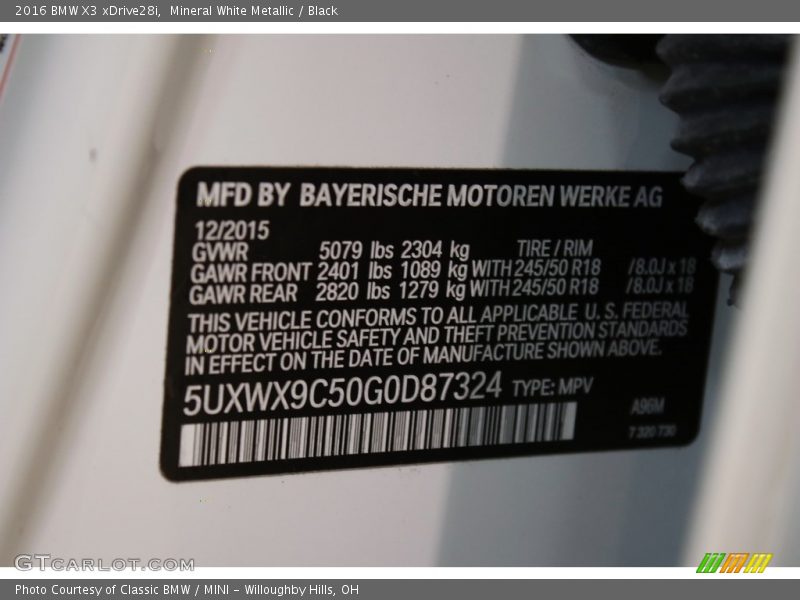 2016 BMW X3 xDrive28i, Mineral White Metallic / Black
MFD BY BAYERISCHE MOTOREN WERKE AG
12/2015
GVWR 5079 lbs 2304 kg TIRE / RIM
GAWR FRONT 2401 lbs 1089 kg WITH 245/50 R18 /8.0J x 18
GAWR REAR 2820 lbs 1279 kg WITH 245/50 R18 /8.0J x 18
THIS VEHICLE CONFORMS TO ALL APPLICABLE U. S. FEDERAL
MOTOR VEHICLE SAFETY AND THEFT PREVENTION STANDARDS
IN EFFECT ON THE DATE OF MANUFACTURE SHOWN ABOVE.
5UXWX9C50G0D87324 TYPE: MPV
A96M
7 320 730
GTCARLOT.COM
Photo Courtesy of Classic BMW / MINI - Willoughby Hills, OH